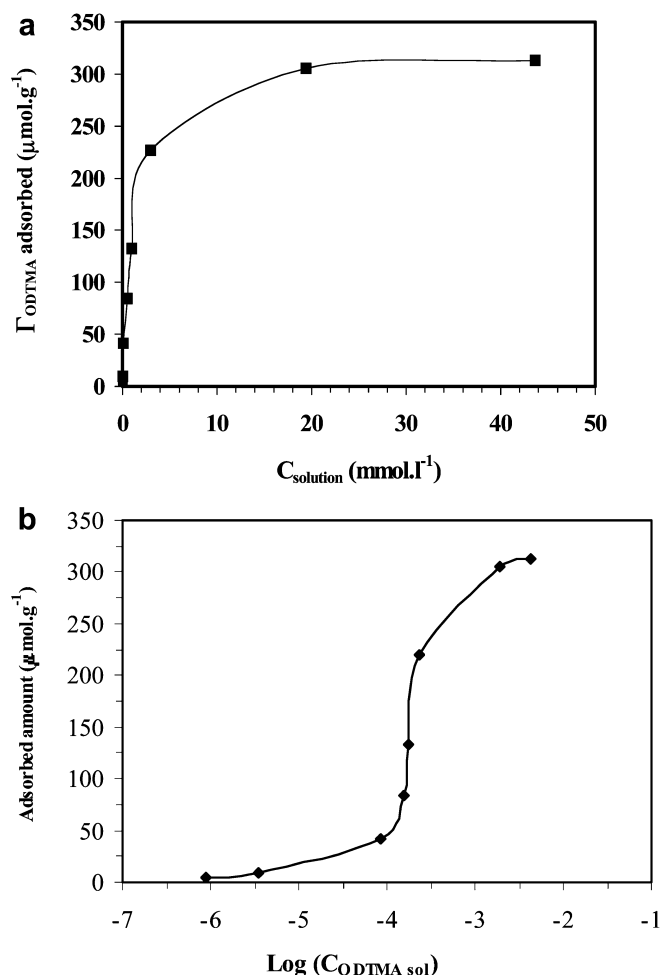 a
Γ ODTMA adsorbed (μmol.g-1)
350
300
250
200
150
100
50
0
0 10 20 30 40 50
Csolution (mmol.l-1)
b
Adsorbed amount (μmol.g-1)
350
300
250
200
150
100
50
0
-7 -6 -5 -4 -3 -2 -1
Log (CODTMA sol)